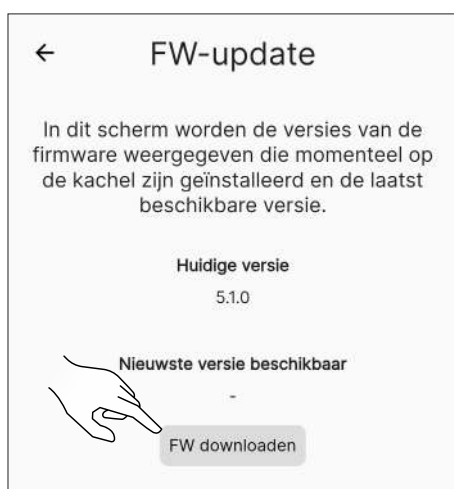 FW-update
In dit scherm worden de versies van de
firmware weergegeven die momenteel op
de kachel zijn geïnstalleerd en de laatst
beschikbare versie.
Huidige versie
5.1.0
Nieuwste versie beschikbaar
-
FW downloaden